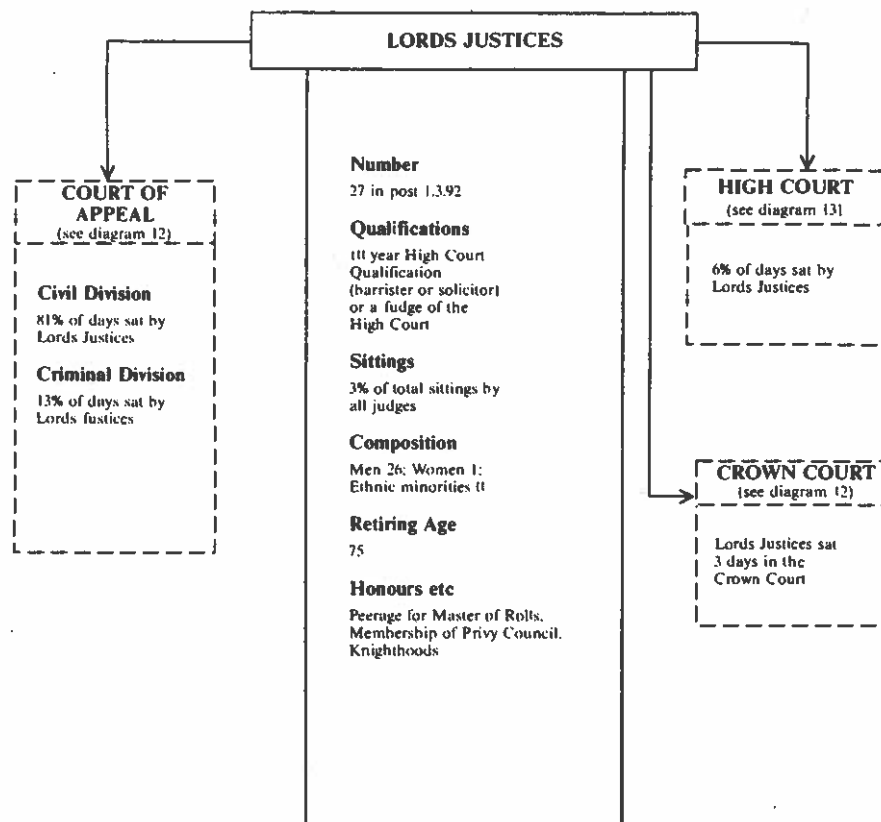 LORDS JUSTICES
COURT OF
APPEAL
(see diagram 12)
Civil Division
81% of days sat by
Lords Justices
Criminal Division
13% of days sat by
Lords fustices
Number
27 in post 1.3.92
Qualifications
year High Court
Qualification
(barrister or solicitor)
or a fudge of the
High Court
Sittings
3% of total sittings by
all judges
Composition
Men 26; Women 1;
Ethnic minorities
Retiring Age
75
Honours etc
Peerage for Master of Rolls,
Membership of Privy Council,
Knighthoods
HIGH COURT
(see diagram 13]
6% of days sat by
Lords Justices
CROWN COURT
(see diagram 12)
Lords Justices sat
3 days in the
Crown Court